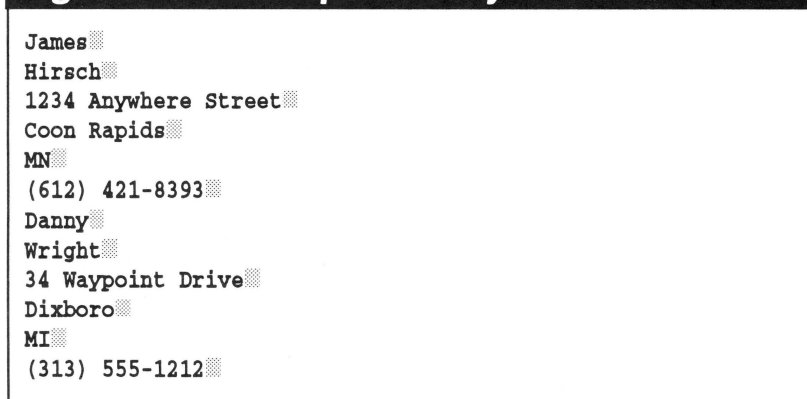 James
Hirsch
1234 Anywhere Street
Coon Rapids
MN
(612) 421-8393
Danny
Wright
34 Waypoint Drive
Dixboro
MI
(313) 555-1212